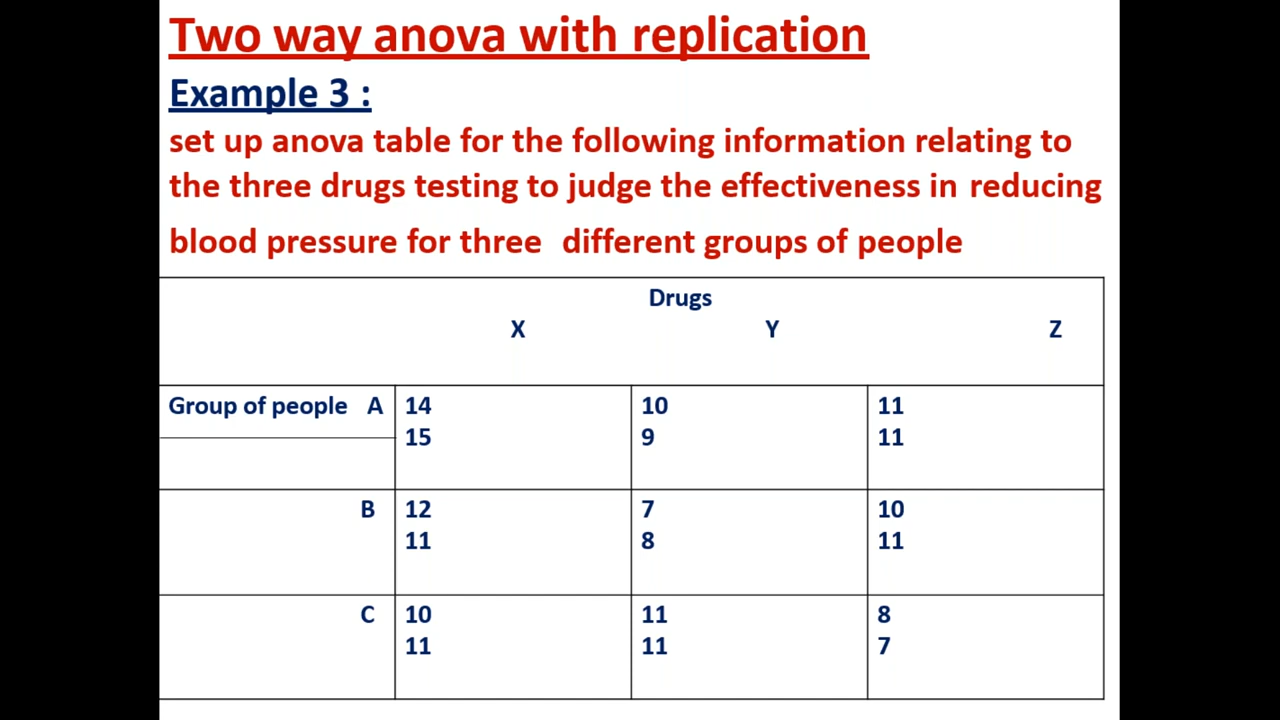 Two way anova with replication
Example 3 :
set up anova table for the following information relating to
the three drugs testing to judge the effectiveness in reducing
blood pressure for three different groups of people
Drugs
X Y Z
Group of people A 14 10 11
15 9 11
B 12 7 10
11 8 11
C 10 11 8
11 11 7